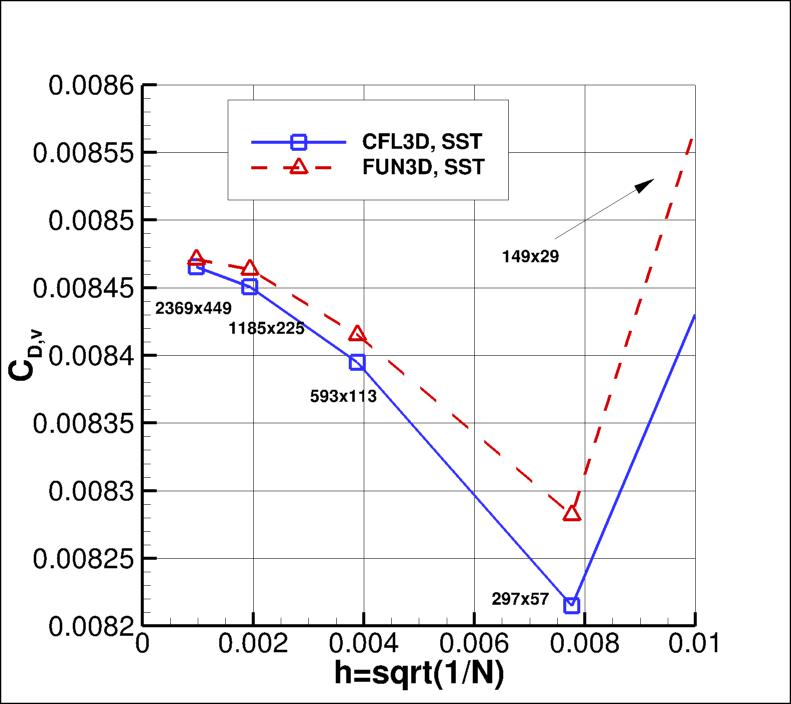 0.0086
0.00855
0.0085
0.00845
0.0084
0.00835
0.0083
0.00825
0.0082
C_D,v
CFL3D, SST
FUN3D, SST
149x29
2369x449
1185x225
593x113
297x57
0 0.002 0.004 0.006 0.008 0.01
h=sqrt(1/N)